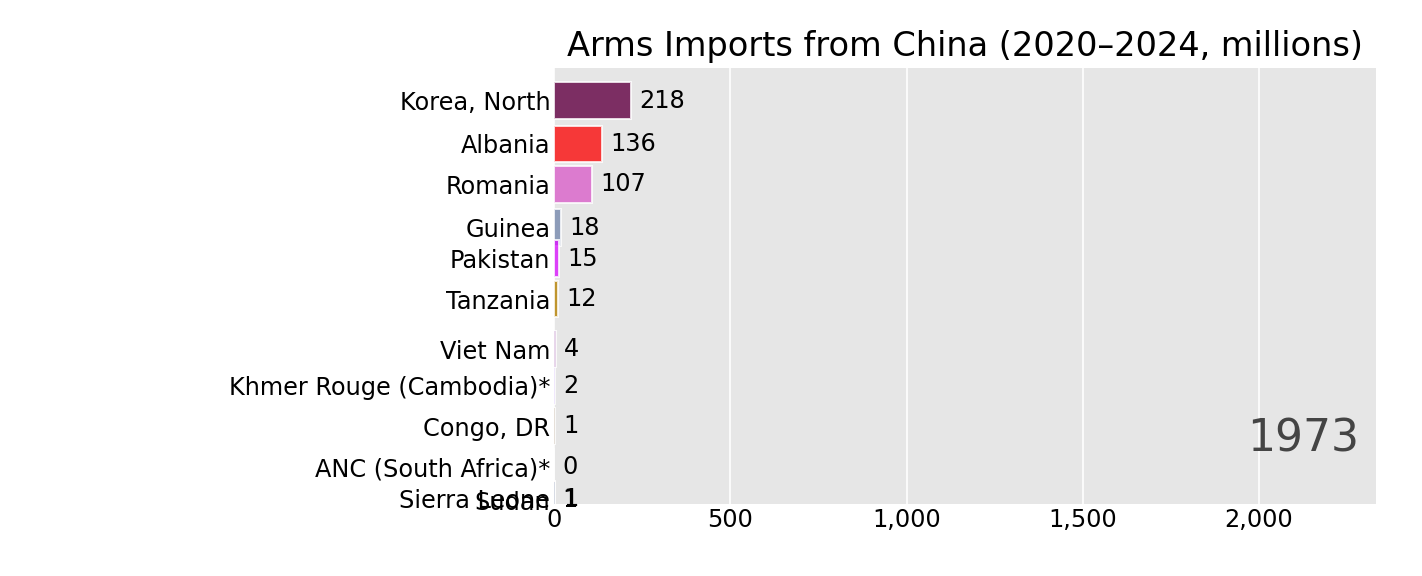 Arms Imports from China (2020–2024, millions)
Korea, North 218
Albania 136
Romania 107
Guinea 18
Pakistan 15
Tanzania 12
Viet Nam 4
Khmer Rouge (Cambodia)* 2
Congo, DR 1
1973
ANC (South Africa)* 0
Sierra Leone 1
Sudan 1
0 500 1,000 1,500 2,000